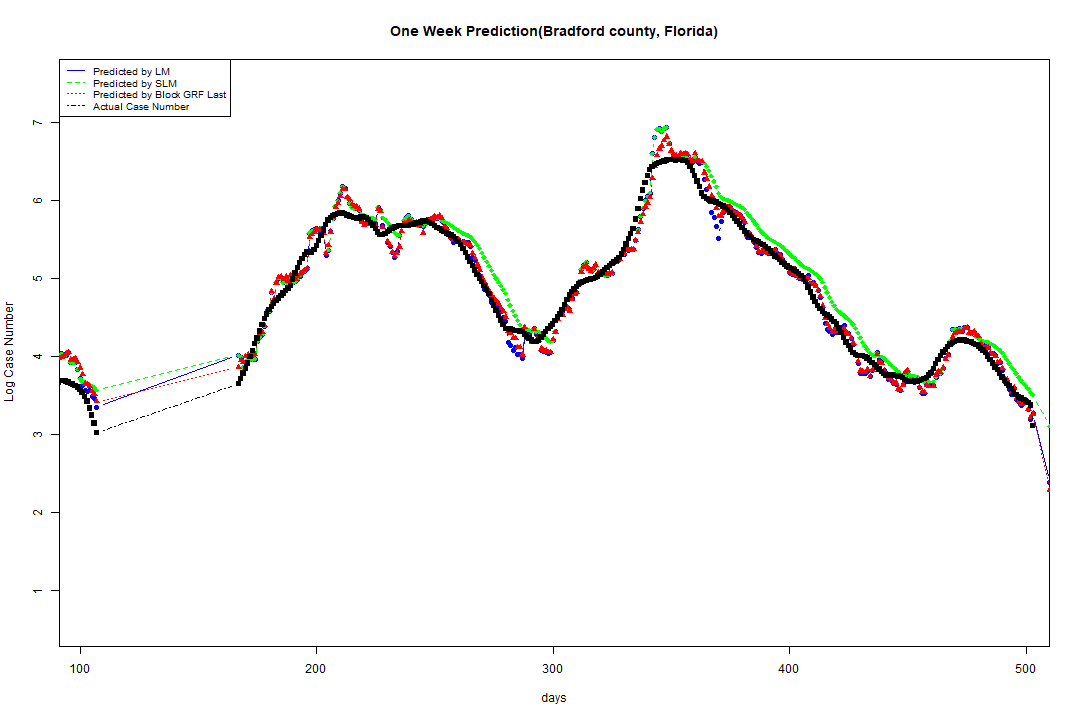 One Week Prediction(Bradford county, Florida)
Predicted by LM
Predicted by SLM
Predicted by Block GRF Last
Actual Case Number
7
6
5
4
3
2
1
Log Case Number
100 200 300 400 500
days